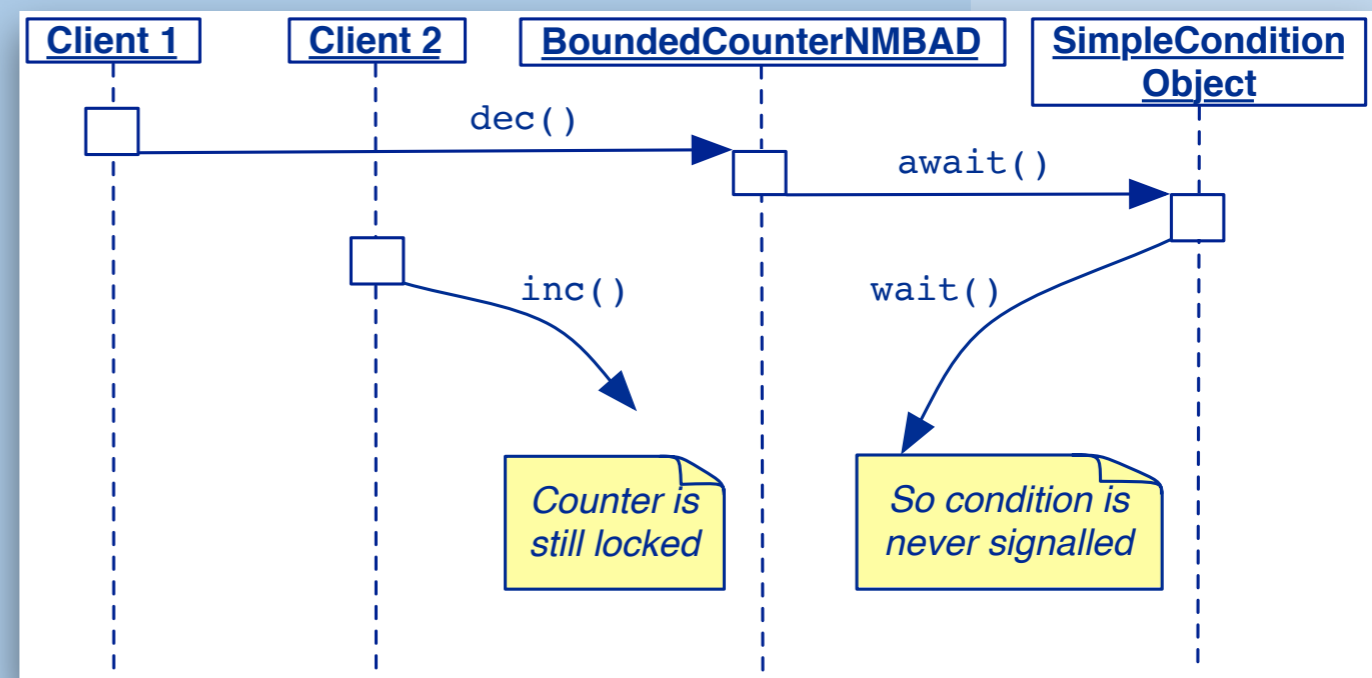 Client 1
Client 2
BoundedCounterNMBAD
SimpleCondition
Object
dec()
await()
inc()
wait()
Counter is
still locked
So condition is
never signalled